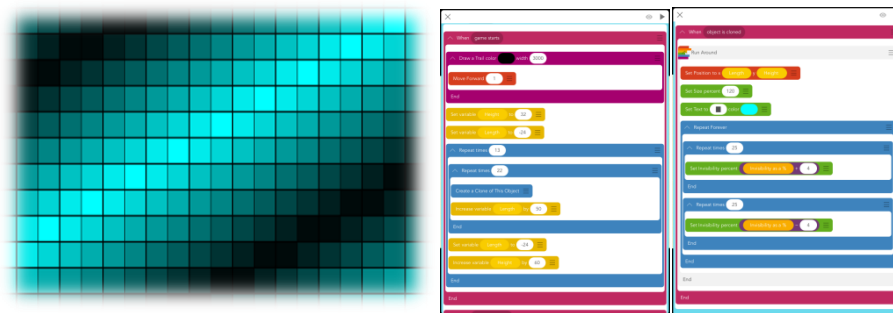 When game starts
Draw a Trail color width 3000
Move Forward 1
End
Set variable Height to 32
Set variable Length to -24
Repeat times 13
Repeat times 22
Create a Clone of This Object
Increase variable Length by 50
End
Set variable Length to -24
Increase variable Height by 60
End
End
When object is cloned
Run Around
Set Position to x Length y Height
Set Size percent 120
Set Text to color
Repeat Forever
Repeat times 25
Set Invisibility percent Invisibility as a % 4
End
Repeat times 25
Set Invisibility percent Invisibility as a % 4
End
End
End
End